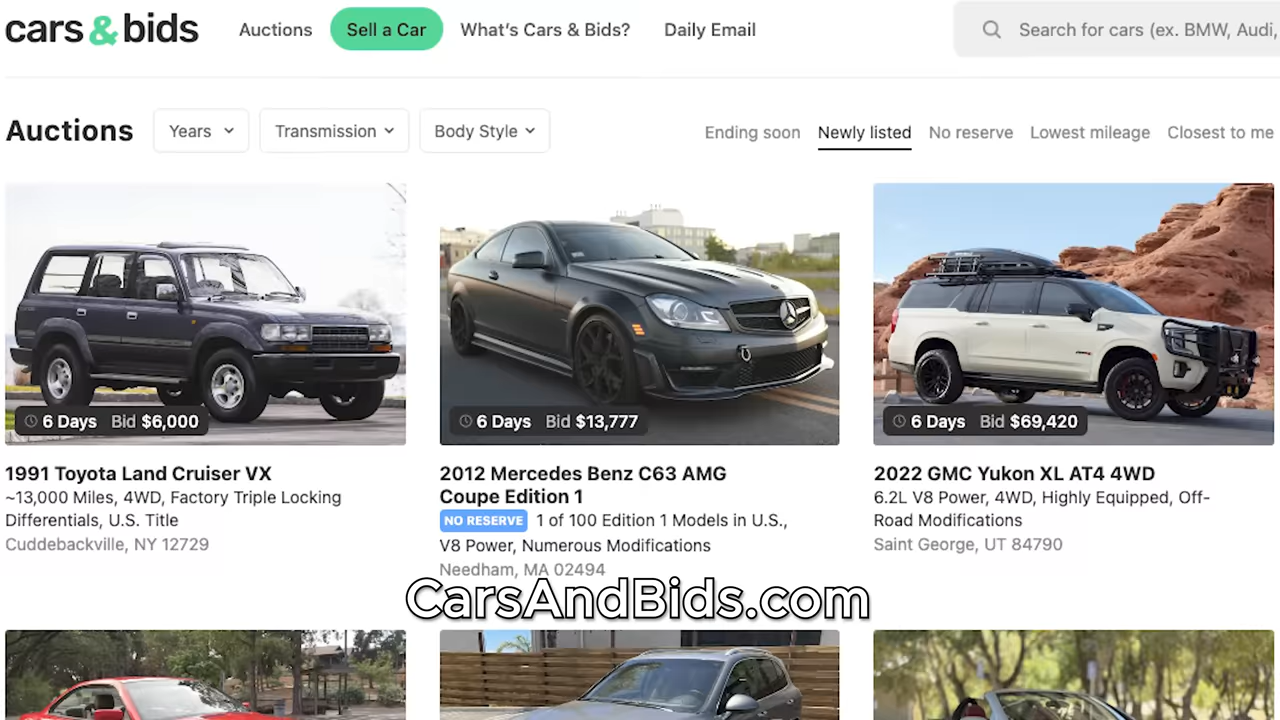 cars & bids
Auctions
Sell a Car
What's Cars & Bids?
Daily Email
Search for cars (ex. BMW, Audi,
Auctions
Years
Transmission
Body Style
Ending soon
Newly listed
No reserve
Lowest mileage
Closest to me
6 Days Bid $6,000
1991 Toyota Land Cruiser VX
~13,000 Miles, 4WD, Factory Triple Locking
Differentials, U.S. Title
Cuddebackville, NY 12729
6 Days Bid $13,777
2012 Mercedes Benz C63 AMG
Coupe Edition 1
NO RESERVE 1 of 100 Edition 1 Models in U.S.,
V8 Power, Numerous Modifications
Needham, MA 02494
6 Days Bid $69,420
2022 GMC Yukon XL AT4 4WD
6.2L V8 Power, 4WD, Highly Equipped, Off-
Road Modifications
Saint George, UT 84790
CarsAndBids.com